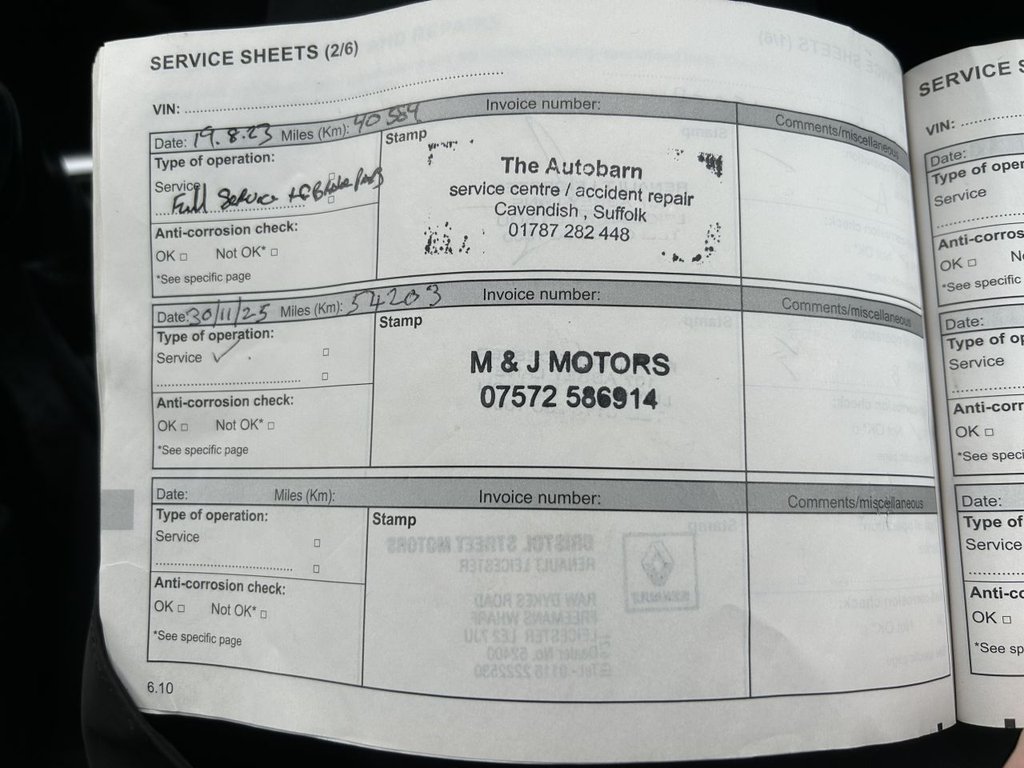 SERVICE SHEETS (2/6)
VIN:
Date: 19.8.23 Miles (Km): 40554 Invoice number: Comments/miscellaneous
Type of operation:
Service
Full Service + Brake Pads
Anti-corrosion check:
OK □ Not OK* □
*See specific page
Stamp
The Autobarn
service centre / accident repair
Cavendish , Suffolk
01787 282 448
Date: 30/11/25 Miles (Km): 54203 Invoice number: Comments/miscellaneous
Type of operation:
Service ✓ □
□
Anti-corrosion check:
OK □ Not OK* □
*See specific page
Stamp
M & J MOTORS
07572 586914
Date: Miles (Km): Invoice number: Comments/miscellaneous
Type of operation:
Service □
□
Anti-corrosion check:
OK □ Not OK* □
*See specific page
Stamp
6.10
SERVICE S
VIN:
Date:
Type of oper
Service
Anti-corros
OK □ N
*See specific
Date:
Type of op
Service
Anti-corr
OK □
*See speci
Date:
Type of
Service
Anti-co
OK □
*See sp